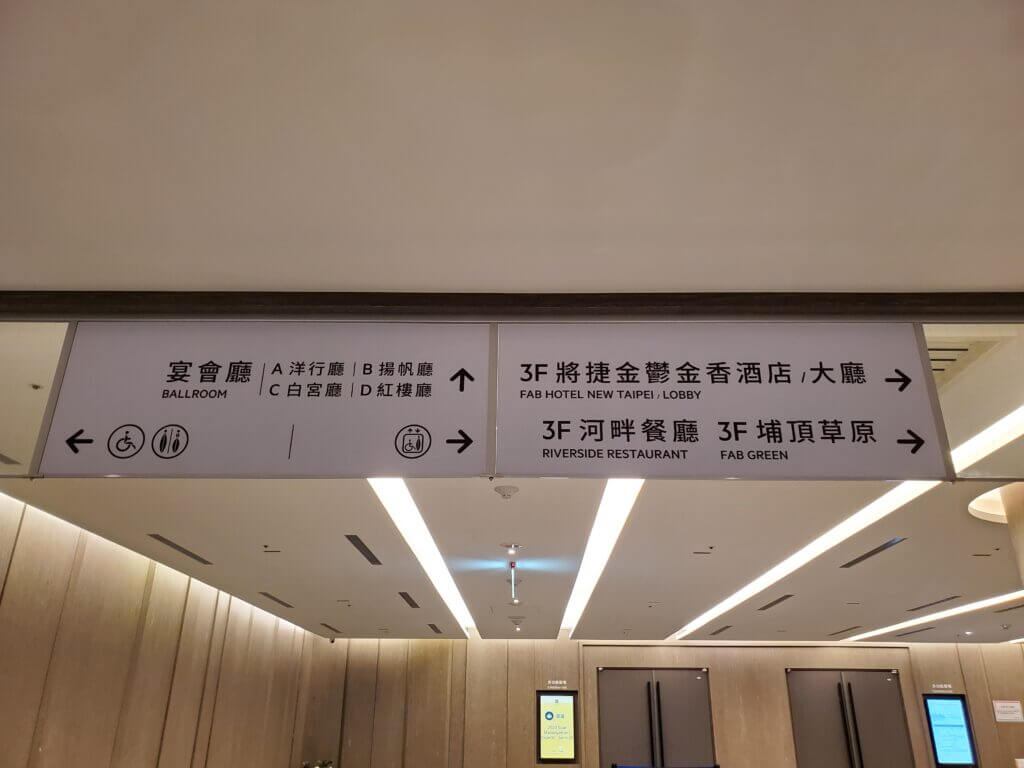 宴會廳
BALLROOM
A 洋行廳 | B 揚帆廳
C 白宮廳 | D 紅樓廳
3F 將捷金鬱金香酒店 / 大廳
FAB HOTEL NEW TAIPEI / LOBBY
3F 河畔餐廳 3F 埔頂草原
RIVERSIDE RESTAURANT FAB GREEN